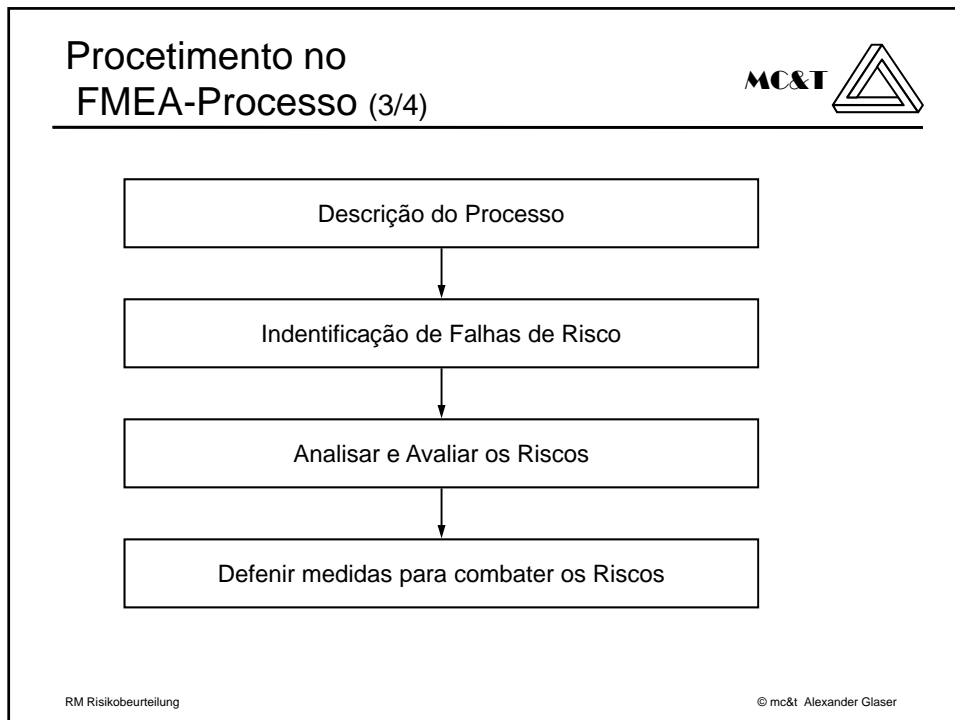 Procetimento no
FMEA-Processo (3/4)
MC&T
Descrição do Processo
Indentificação de Falhas de Risco
Analisar e Avaliar os Riscos
Defenir medidas para combater os Riscos
RM Risikobeurteilung
© mc&t Alexander Glaser